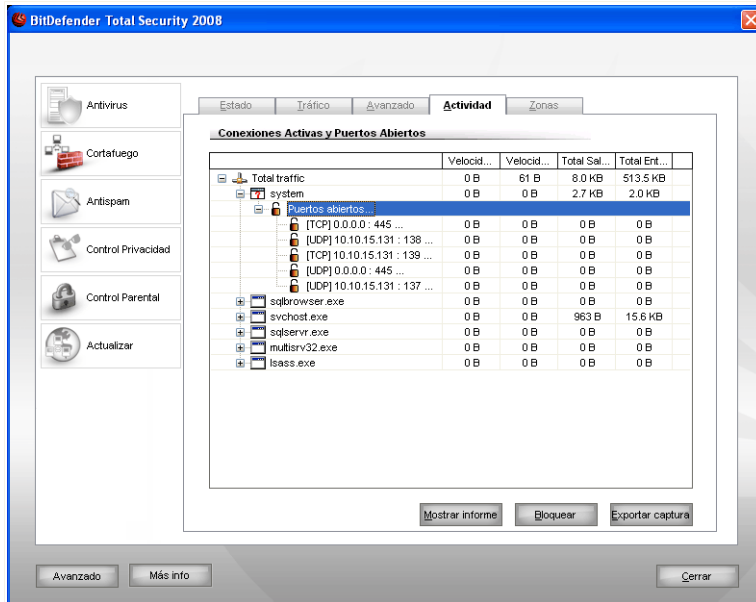 BitDefender Total Security 2008
Antivirus
Cortafuego
Antispam
Control Privacidad
Control Parental
Actualizar
Estado Tráfico Avanzado Actividad Zonas
Conexiones Activas y Puertos Abiertos
Velocid... Velocid... Total Sal... Total Ent...
Total traffic 0 B 61 B 8.0 KB 513.5 KB
system 0 B 0 B 2.7 KB 2.0 KB
Puertos abiertos...
[TCP] 0.0.0.0 : 445 ... 0 B 0 B 0 B 0 B
[UDP] 10.10.15.131 : 138 ... 0 B 0 B 0 B 0 B
[TCP] 10.10.15.131 : 139 ... 0 B 0 B 0 B 0 B
[UDP] 0.0.0.0 : 445 ... 0 B 0 B 0 B 0 B
[UDP] 10.10.15.131 : 137 ... 0 B 0 B 0 B 0 B
sqlbrowser.exe 0 B 0 B 0 B 0 B
svchost.exe 0 B 0 B 963 B 15.6 KB
sqlservr.exe 0 B 0 B 0 B 0 B
multisrv32.exe 0 B 0 B 0 B 0 B
lsass.exe 0 B 0 B 0 B 0 B
Mostrar informe Bloquear Exportar captura
Avanzado Más info Cerrar